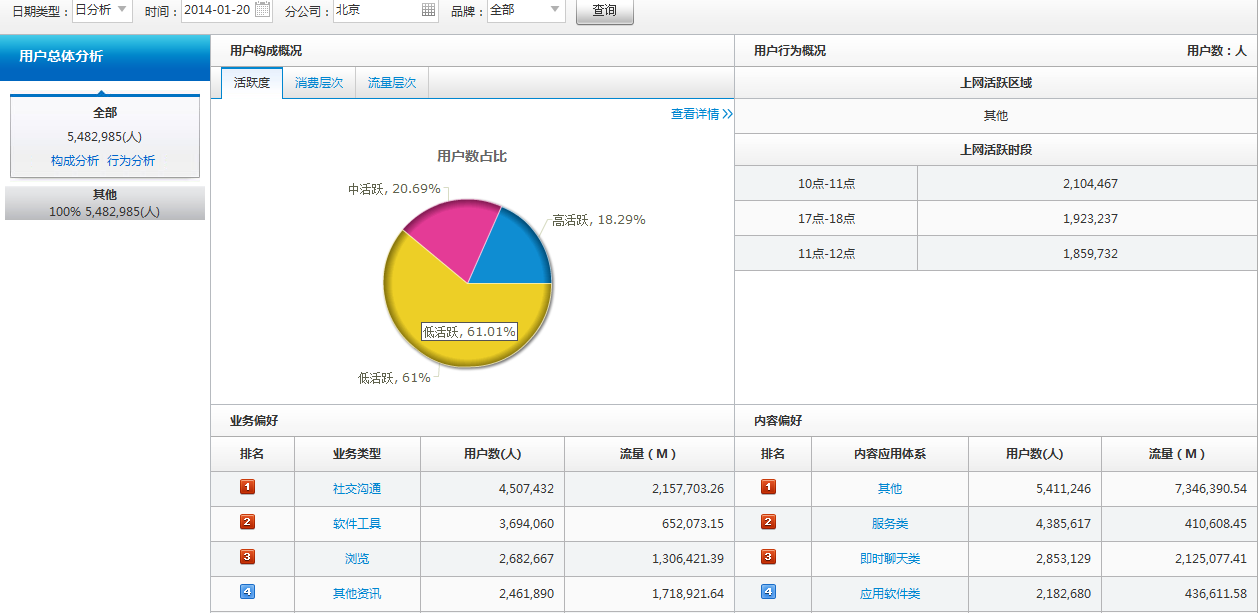 日期类型： 日分析 时间： 2014-01-20 分公司： 北京 品牌： 全部 查询
用户总体分析
全部
5,482,985(人)
构成分析 行为分析
其他
100% 5,482,985(人)
用户构成概况
活跃度 消费层次 流量层次
查看详情
用户数占比
中活跃, 20.69%
高活跃, 18.29%
低活跃, 61.01%
低活跃, 61%
用户行为概况 用户数：人
上网活跃区域
其他
上网活跃时段
10点-11点 2,104,467
17点-18点 1,923,237
11点-12点 1,859,732
业务偏好
排名 业务类型 用户数(人) 流量（M）
1 社交沟通 4,507,432 2,157,703.26
2 软件工具 3,694,060 652,073.15
3 浏览 2,682,667 1,306,421.39
4 其他资讯 2,461,890 1,718,921.64
内容偏好
排名 内容应用体系 用户数(人) 流量（M）
1 其他 5,411,246 7,346,390.54
2 服务类 4,385,617 410,608.45
3 即时聊天类 2,853,129 2,125,077.41
4 应用软件类 2,182,680 436,611.58